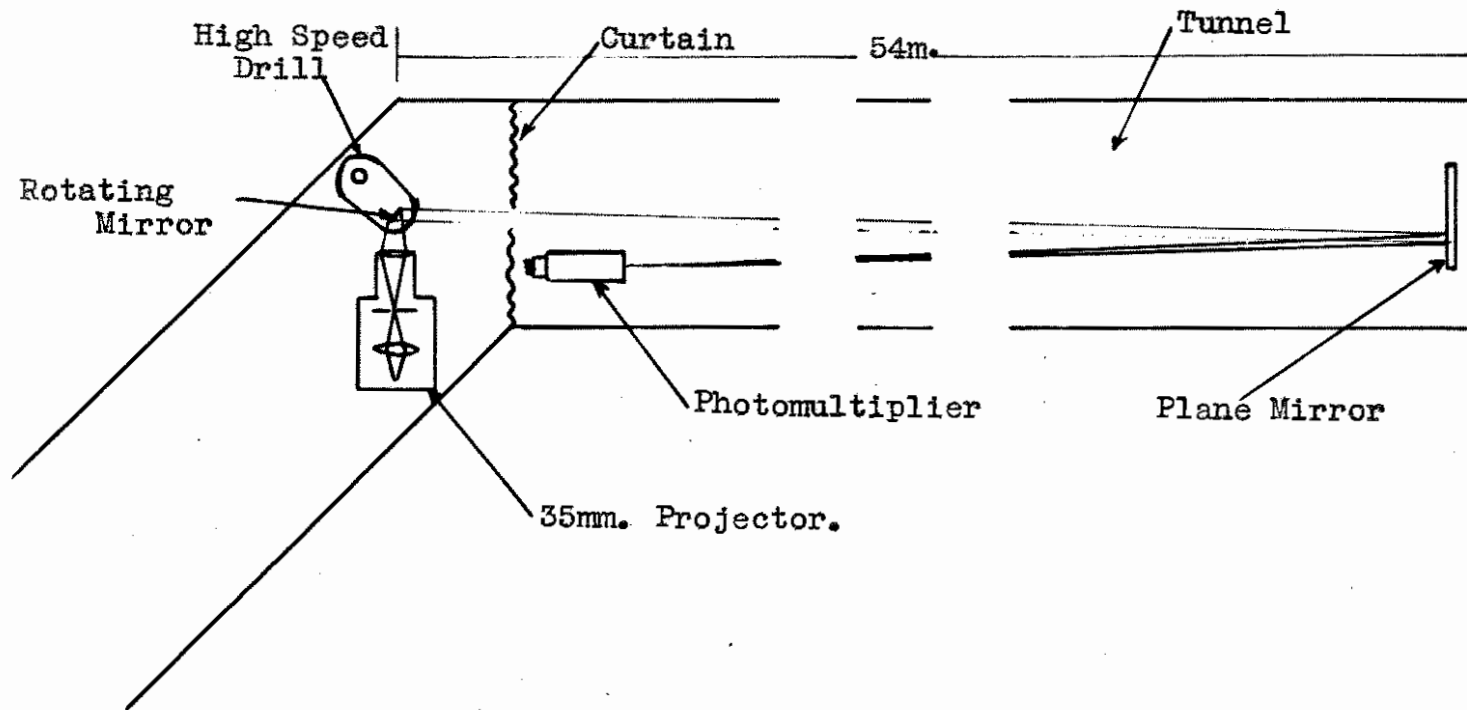 High Speed
Drill
Curtain
54m.
Tunnel
Rotating
Mirror
Photomultiplier
Plane Mirror
35mm. Projector.